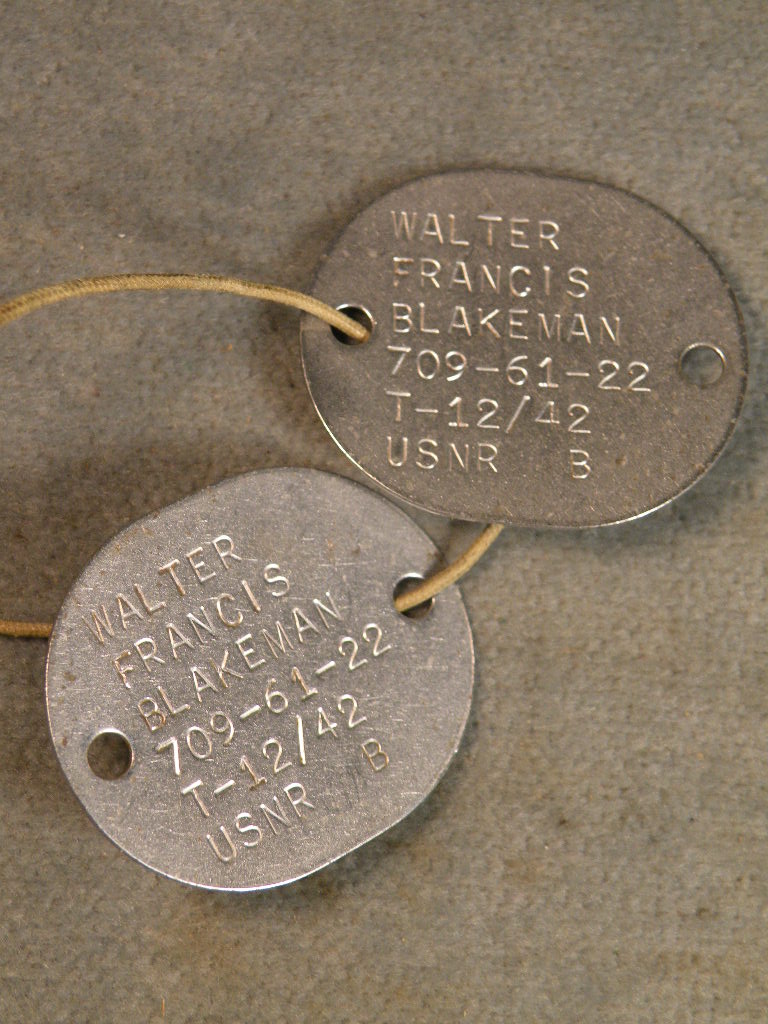 WALTER
FRANCIS
BLAKEMAN
709-61-22
T-12/42
USNR B
WALTER
FRANCIS
BLAKEMAN
709-61-22
T-12/42
USNR B